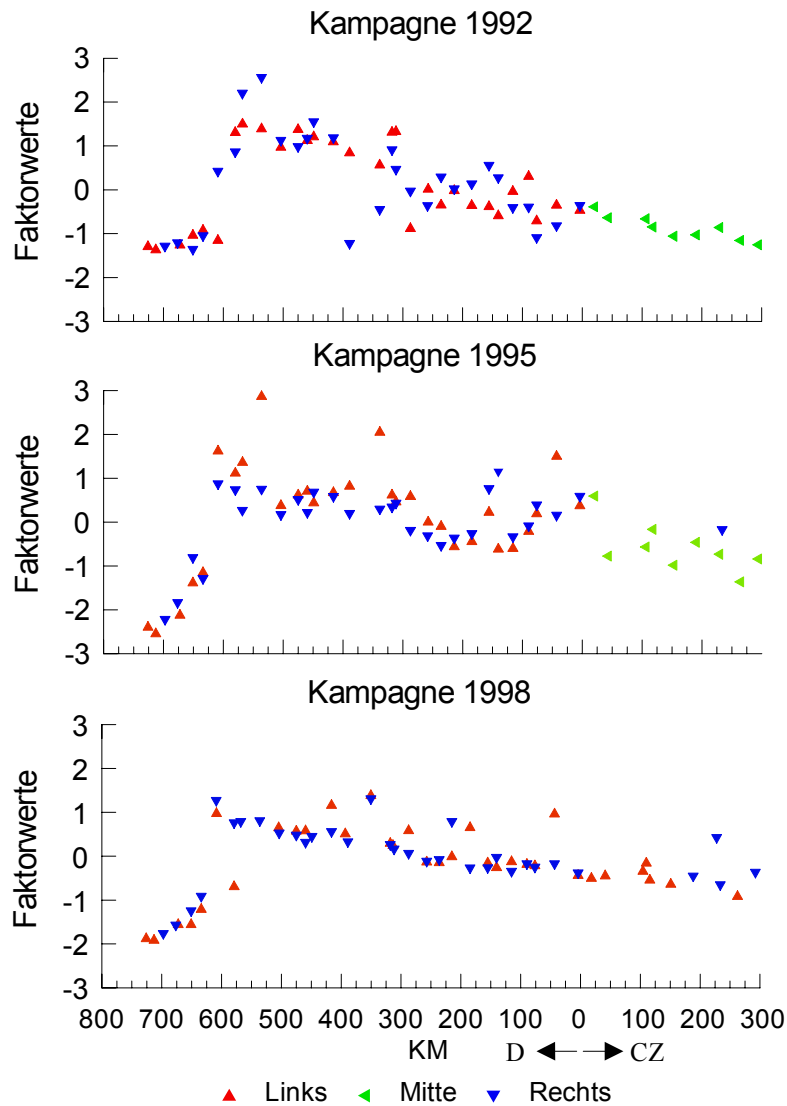 Kampagne 1992
3
2
1
0
-1
-2
-3
Faktorwerte
Kampagne 1995
3
2
1
0
-1
-2
-3
Faktorwerte
Kampagne 1998
3
2
1
0
-1
-2
-3
Faktorwerte
800 700 600 500 400 300 200 100 0 100 200 300
KM D CZ
Links Mitte Rechts